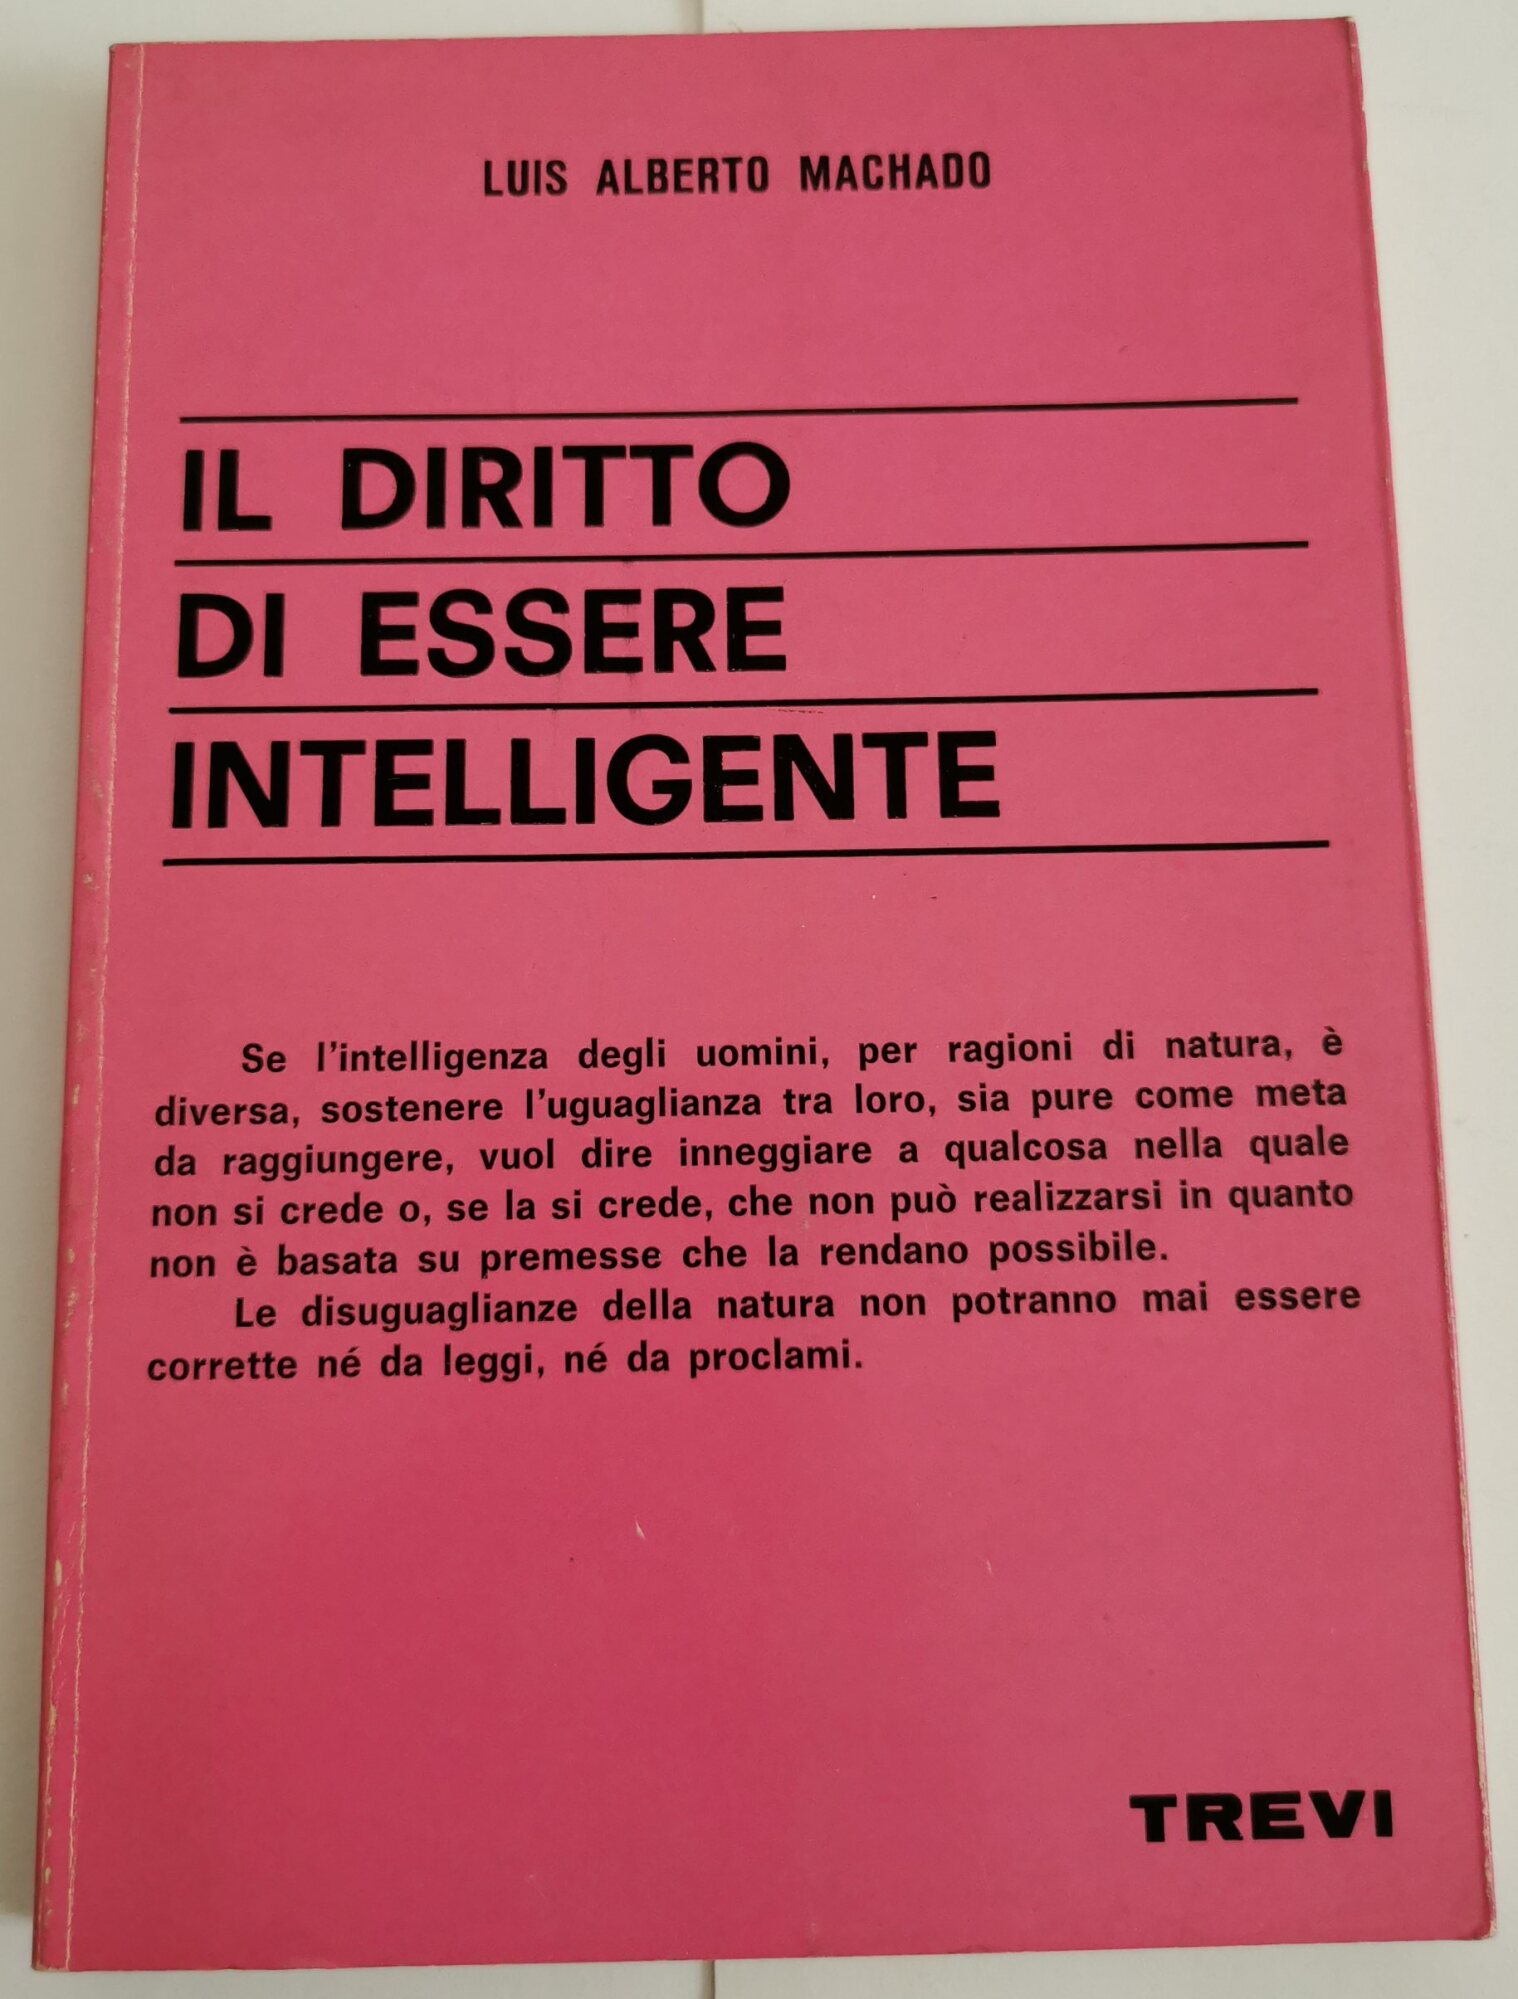 LUIS ALBERTO MACHADO
IL DIRITTO
DI ESSERE
INTELLIGENTE
Se l'intelligenza degli uomini, per ragioni di natura, è
diversa, sostenere l'uguaglianza tra loro, sia pure come meta
da raggiungere, vuol dire inneggiare a qualcosa nella quale
non si crede o, se la si crede, che non può realizzarsi in quanto
non è basata su premesse che la rendano possibile.
Le disuguaglianze della natura non potranno mai essere
corrette né da leggi, né da proclami.
TREVI